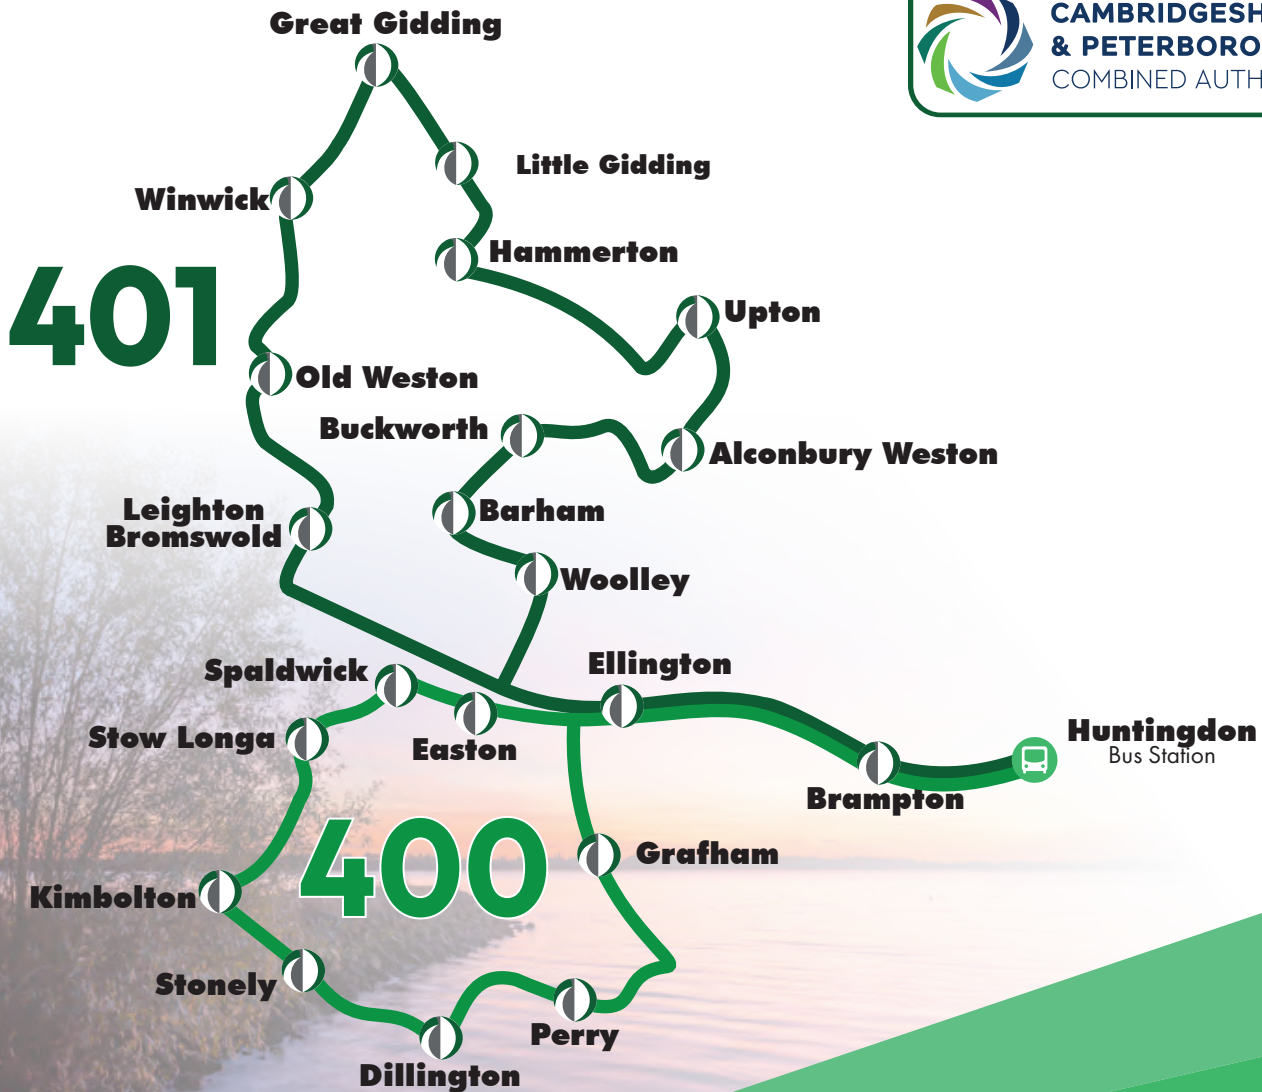 Great Gidding
CAMBRIDGESH
& PETERBORO
COMBINED AUTH
Little Gidding
Winwick
Hammerton
401
Upton
Old Weston
Buckworth
Alconbury Weston
Leighton
Bromswold
Barham
Woolley
Spaldwick
Ellington
Stow Longa
Easton
Huntingdon
Bus Station
Brampton
400
Grafham
Kimbolton
Stonely
Perry
Dillington